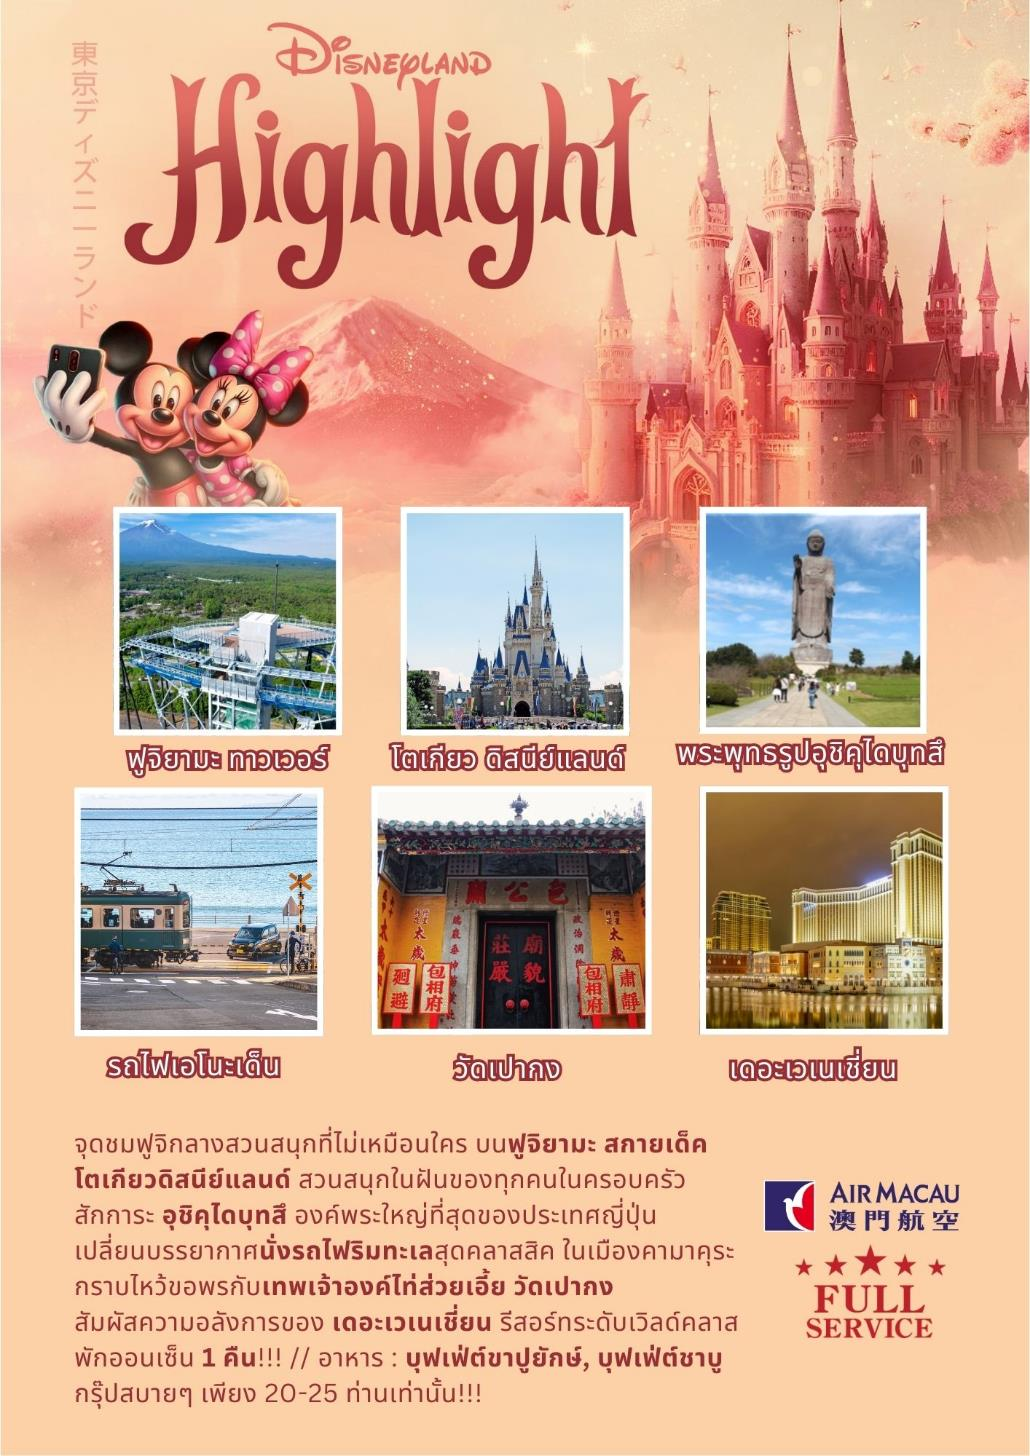 東京ディズニーランド
DISNEYLAND
Highlight
ฟูจิยามะ ทาวเวอร์
โตเกียว ดิสนีย์แลนด์
พระพุทธรูปอุชิคุไดบุทสึ
包公廟
太歲
太歲
莊嚴
廟貌
迴避
包相府
包相府
肅靜
รถไฟเอโนะเด็น
วัดเปากง
เดอะเวเนเชี่ยน
จุดชมฟูจิกลางสวนสนุกที่ไม่เหมือนใคร บนฟูจิยามะ สกายเด็ค
โตเกียวดิสนีย์แลนด์ สวนสนุกในฝันของทุกคนในครอบครัว
สักการะ อุชิคุไดบุทสึ องค์พระใหญ่ที่สุดของประเทศญี่ปุ่น
เปลี่ยนบรรยากาศนั่งรถไฟริมทะเลสุดคลาสสิค ในเมืองคามาคุระ
กราบไหว้ขอพรกับเทพเจ้าองค์ไท่ส่วยเอี้ย วัดเปากง
สัมผัสความอลังการของ เดอะเวเนเชี่ยน รีสอร์ทระดับเวิลด์คลาส
พักออนเซ็น 1 คืน!!! // อาหาร : บุฟเฟ่ต์ขาปูยักษ์, บุฟเฟ่ต์ชาบู
กรุ๊ปสบายๆ เพียง 20-25 ท่านเท่านั้น!!!
AIR MACAU
澳門航空
FULL
SERVICE